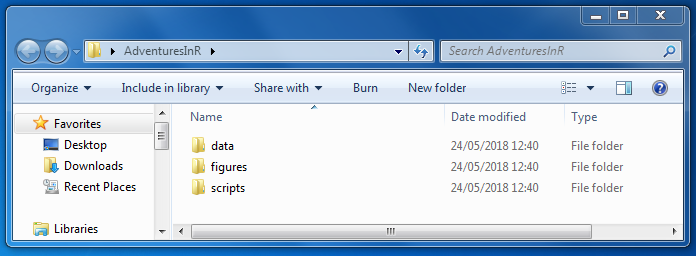 AdventuresInR
Search AdventuresInR
Organize Include in library Share with Burn New folder
Favorites
Desktop
Downloads
Recent Places
Libraries
Name Date modified Type
data 24/05/2018 12:40 File folder
figures 24/05/2018 12:40 File folder
scripts 24/05/2018 12:40 File folder